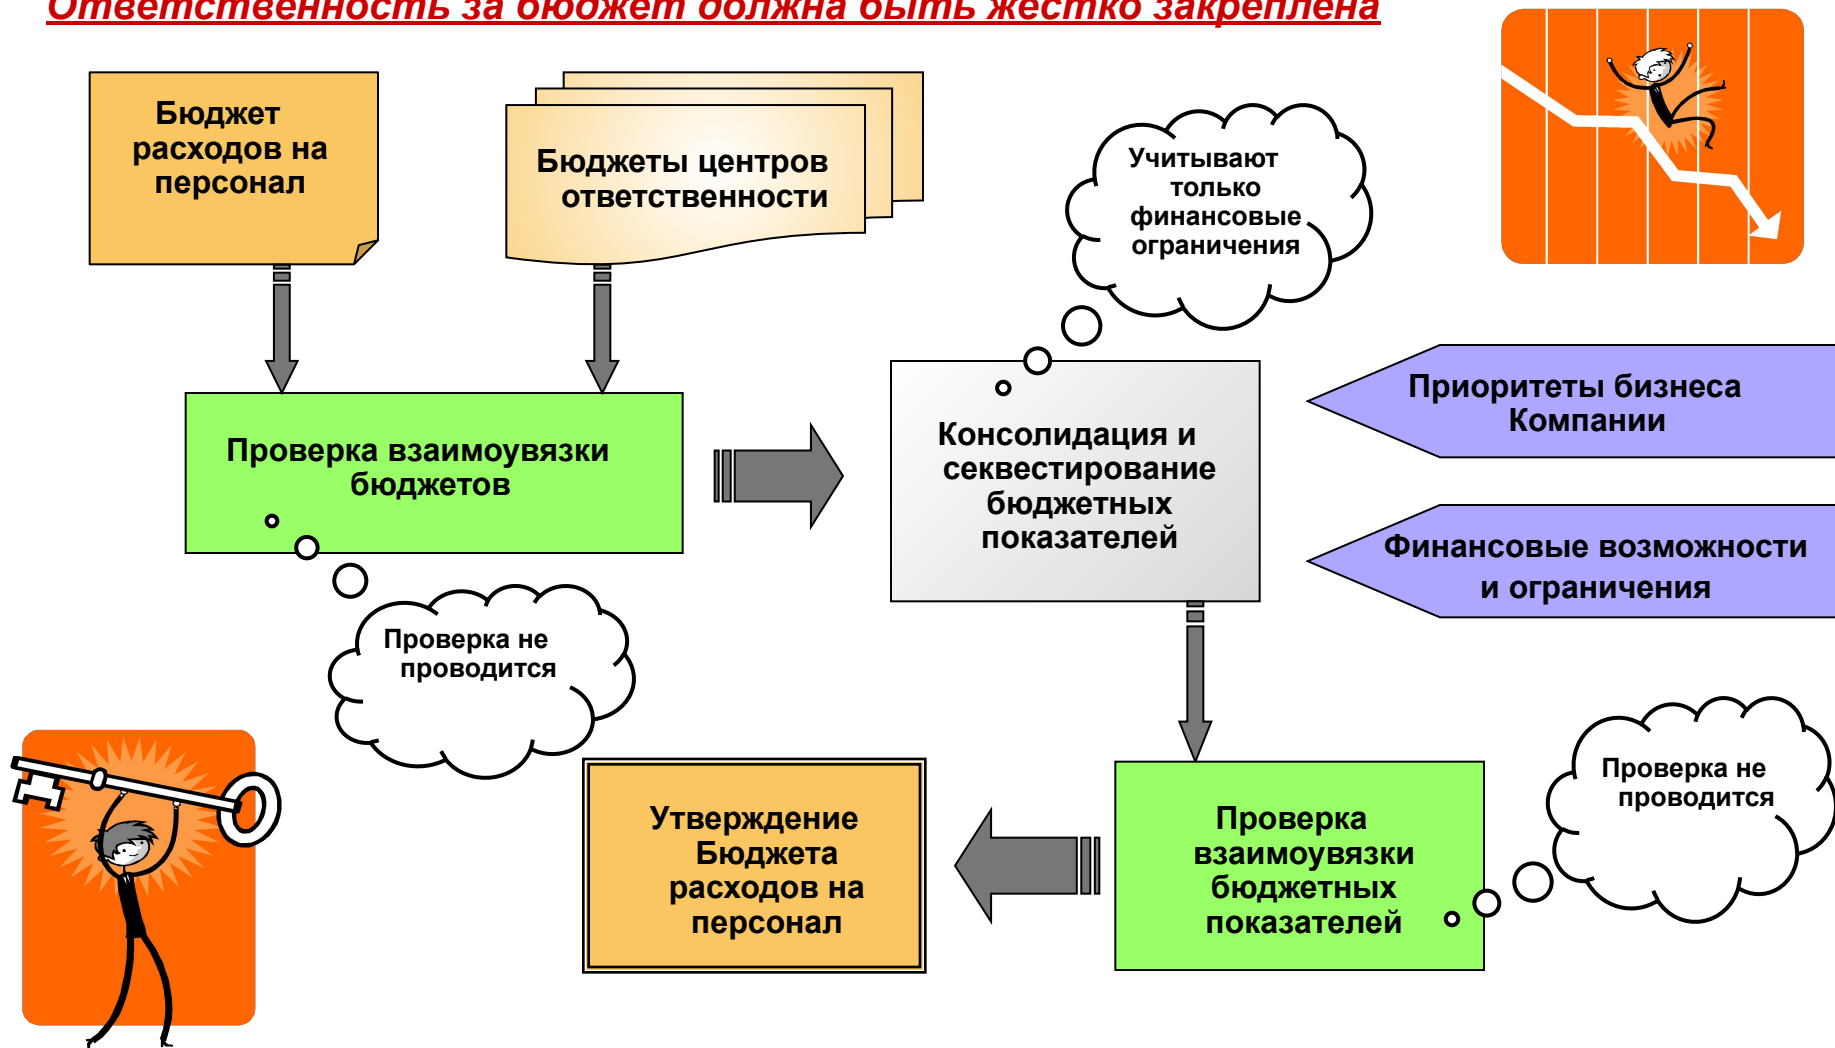 Ответственность за бюджет должна быть жестко закреплена
Бюджет
расходов на
персонал
Бюджеты центров
ответственности
Учитывают
только
финансовые
ограничения
Приоритеты бизнеса
Компании
Проверка взаимоувязки
бюджетов
Консолидация и
секвестирование
бюджетных
показателей
Финансовые возможности
и ограничения
Проверка не
проводится
Проверка не
проводится
Утверждение
Бюджета
расходов на
персонал
Проверка
взаимоувязки
бюджетных
показателей